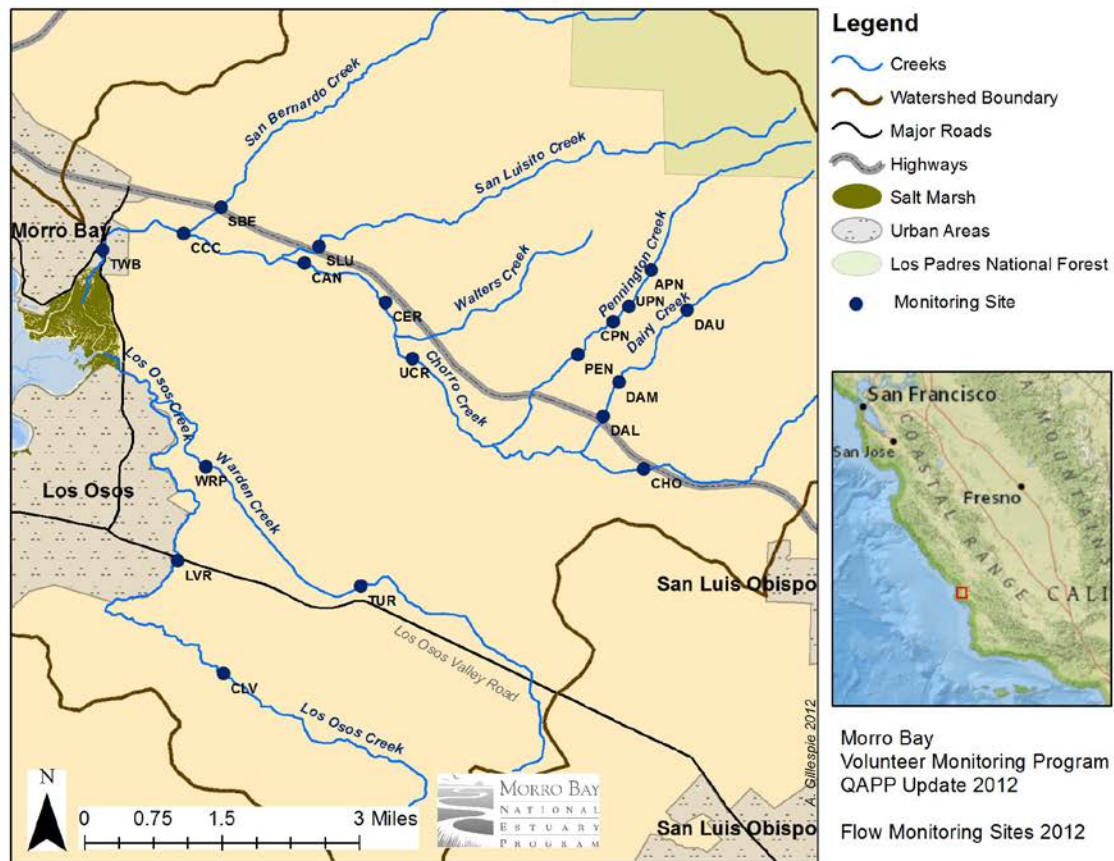 San Bernardo Creek
San Luisito Creek
SBE
Morro Bay
CCC
TWB
SLU
CAN
Walters Creek
Pennington Creek
APN
UPN
CER
CPN
Dairy Creek
DAU
UCR
Chorro Creek
PEN
DAM
Los Osos Creek
DAL
WRP
Warden Creek
CHO
Los Osos
LVR
TUR
San Luis Obispo
Los Osos Valley Road
CLV
Los Osos Creek
A. Gillespie 2012
N
0 0.75 1.5 3 Miles
MORRO BAY
NATIONAL
ESTUARY
PROGRAM
San Luis Obispo
Legend
Creeks
Watershed Boundary
Major Roads
Highways
Salt Marsh
Urban Areas
Los Padres National Forest
Monitoring Site
San Francisco
San Jose
Fresno
COASTAL RANGE
MOUNTAINS
CALI
Morro Bay
Volunteer Monitoring Program
QAPP Update 2012
Flow Monitoring Sites 2012